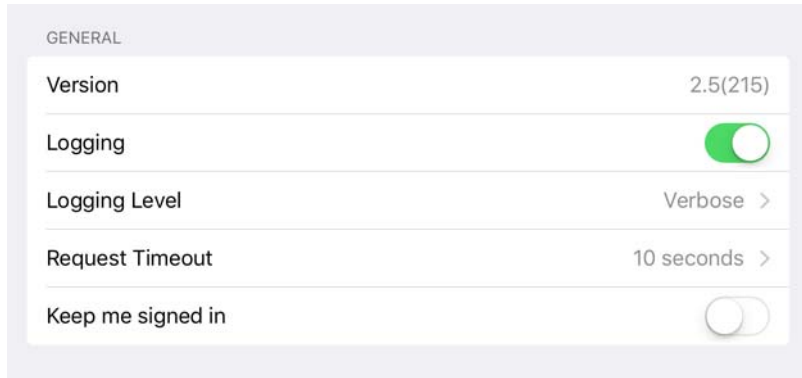 GENERAL
Version 2.5(215)
Logging
Logging Level Verbose >
Request Timeout 10 seconds >
Keep me signed in